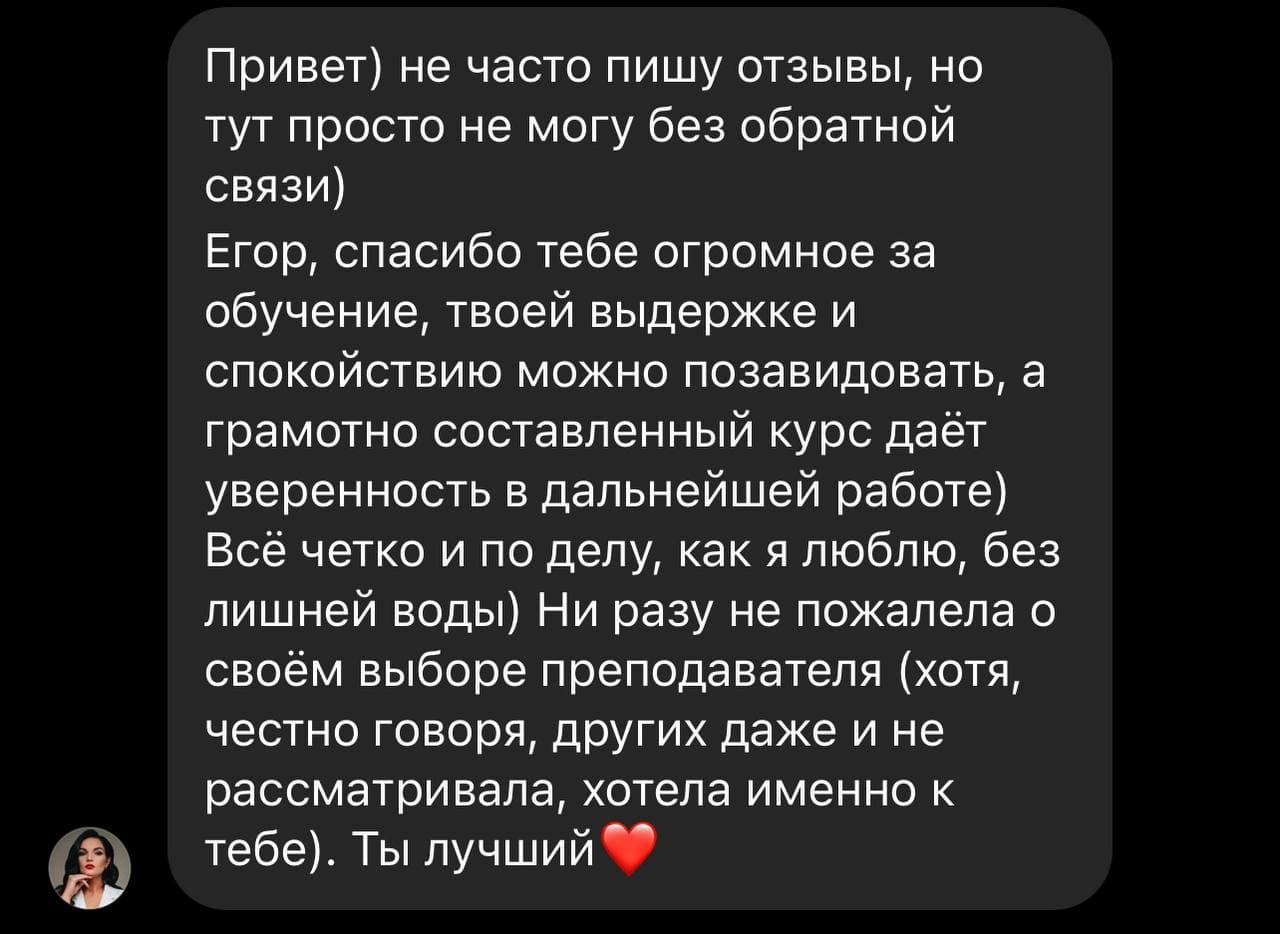 Привет) не часто пишу отзывы, но
тут просто не могу без обратной
связи)
Егор, спасибо тебе огромное за
обучение, твоей выдержке и
спокойствию можно позавидовать, а
грамотно составленный курс даёт
уверенность в дальнейшей работе)
Всё четко и по делу, как я люблю, без
лишней воды) Ни разу не пожалела о
своём выборе преподавателя (хотя,
честно говоря, других даже и не
рассматривала, хотела именно к
тебе). Ты лучший❤️